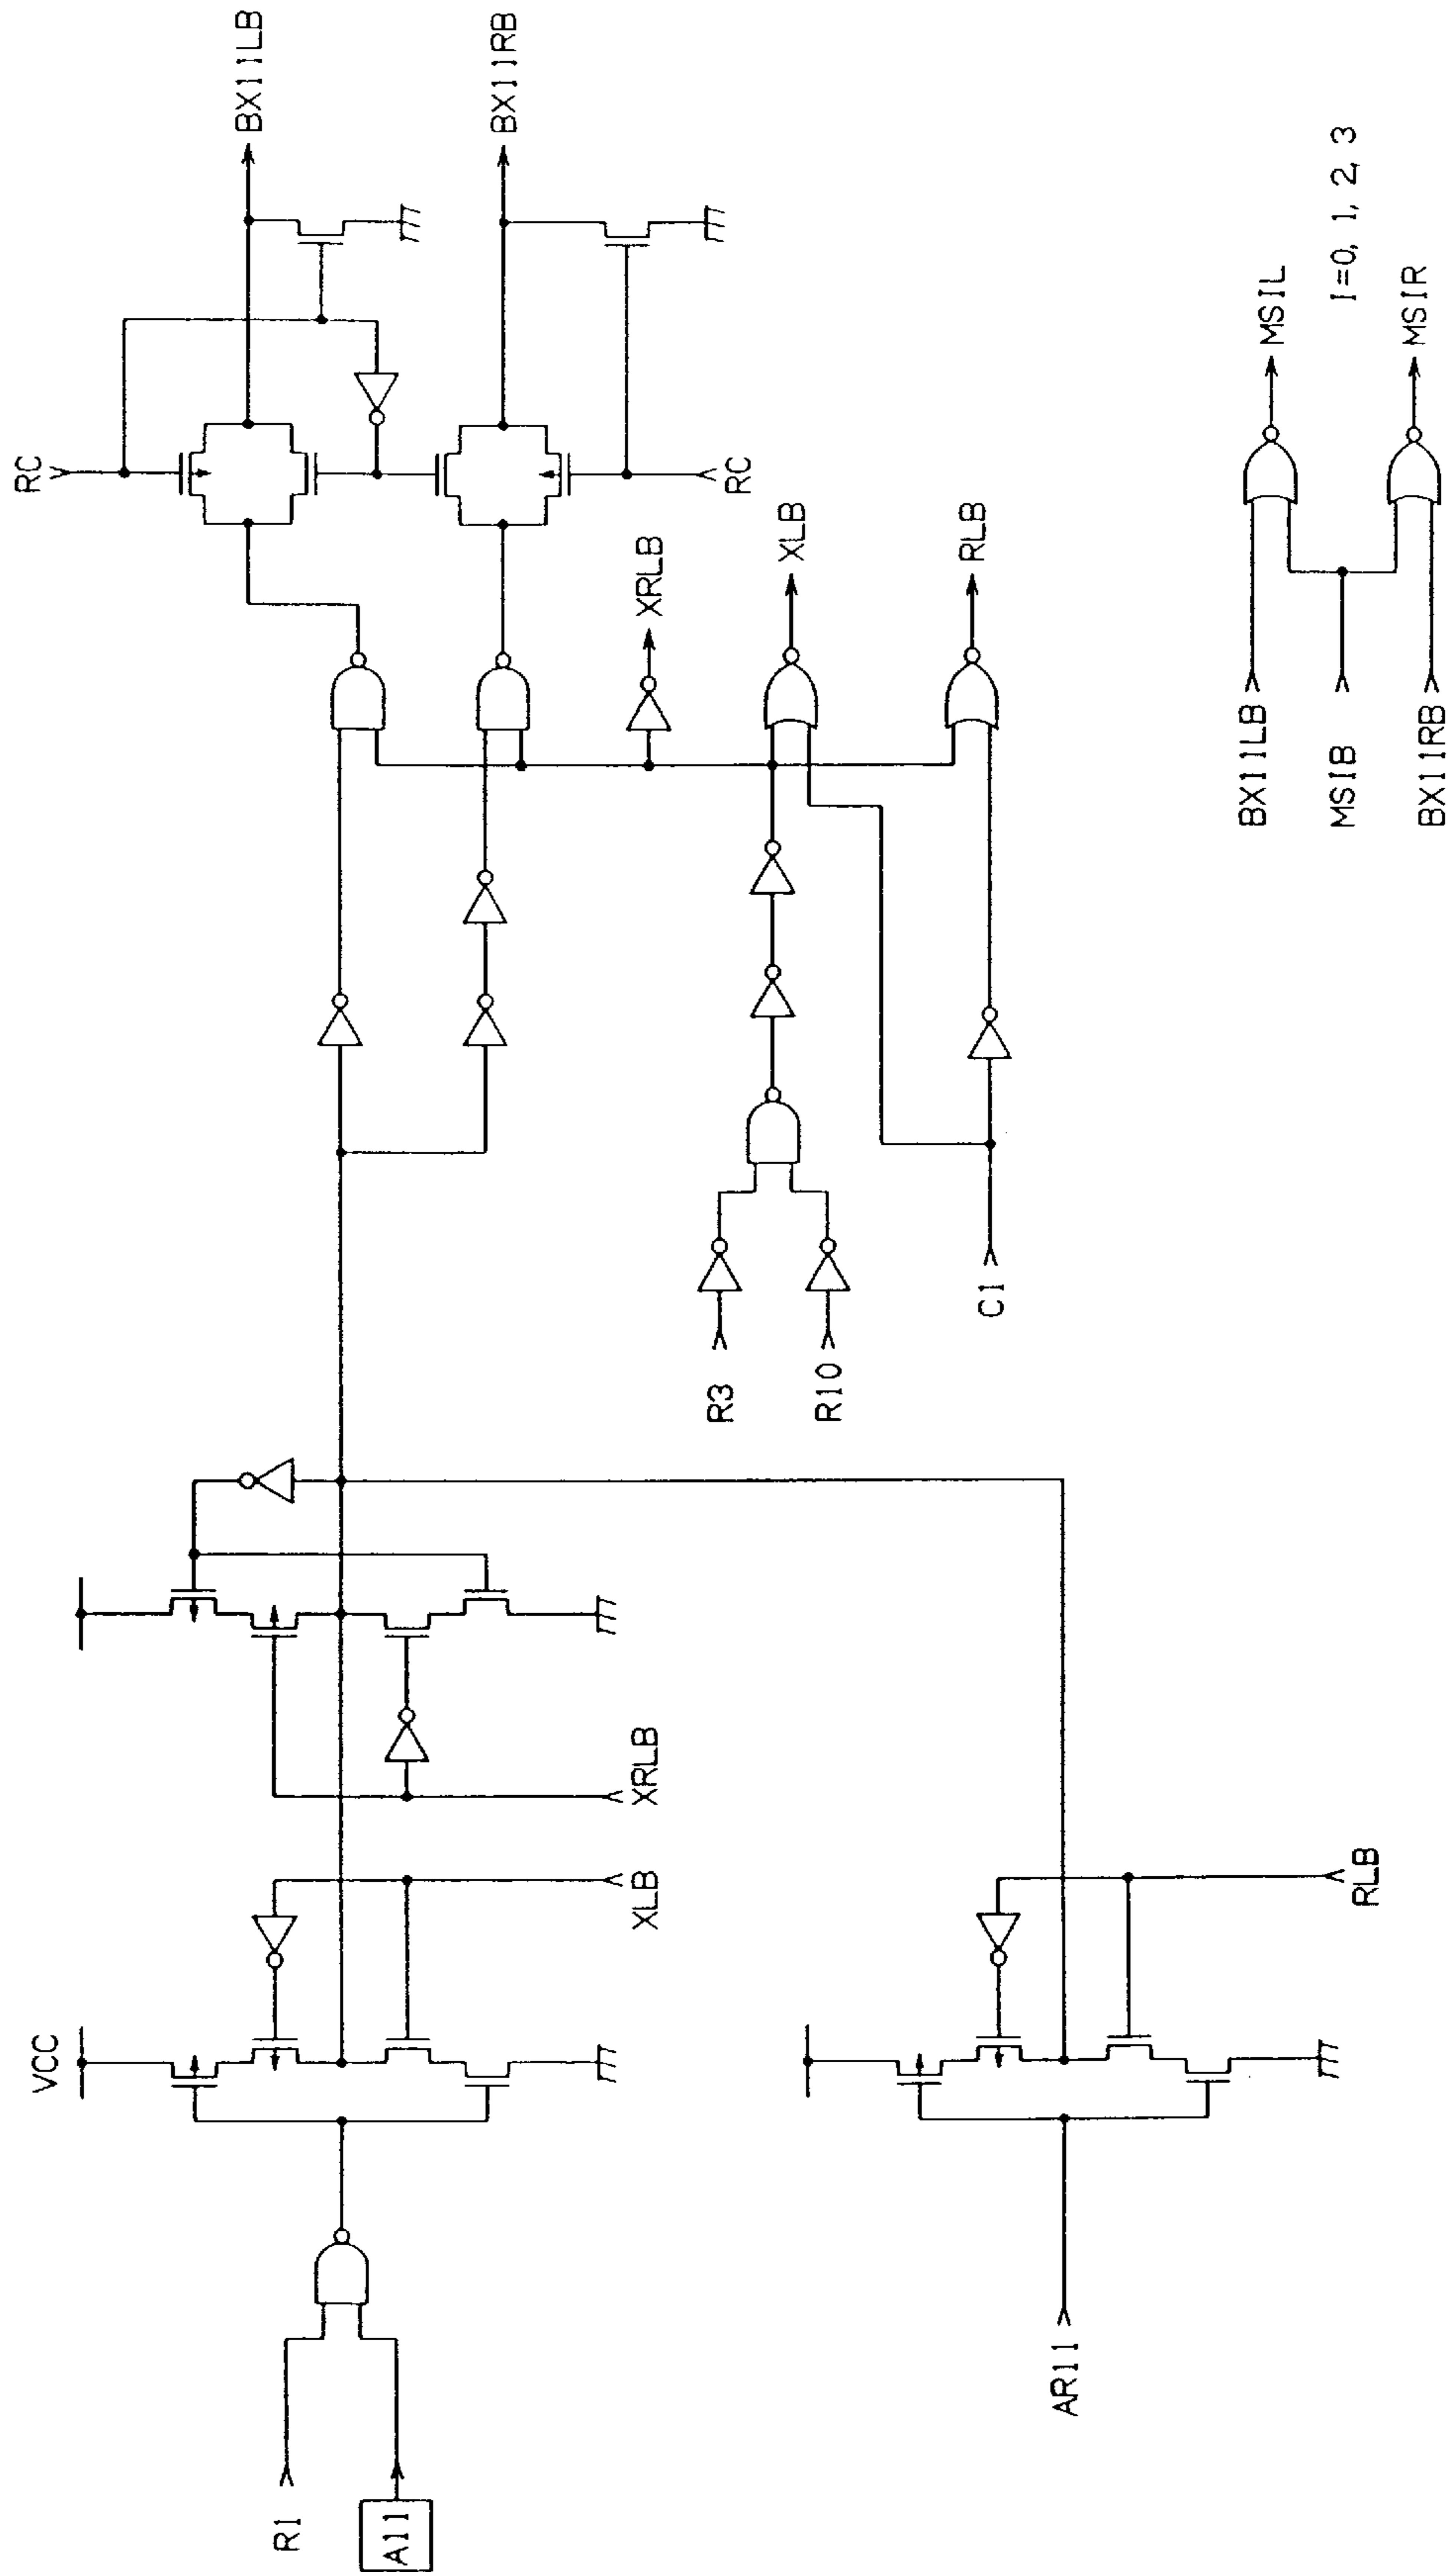 RC
BX11LB
BX11RB
RC
XRLB
XLB
RLB
VCC
XLB
XRLB
R1
A11
R3
R10
C1
AR11
RLB
BX11LB
MSIB
BX11RB
MSIL
MSIR
I=0, 1, 2, 3